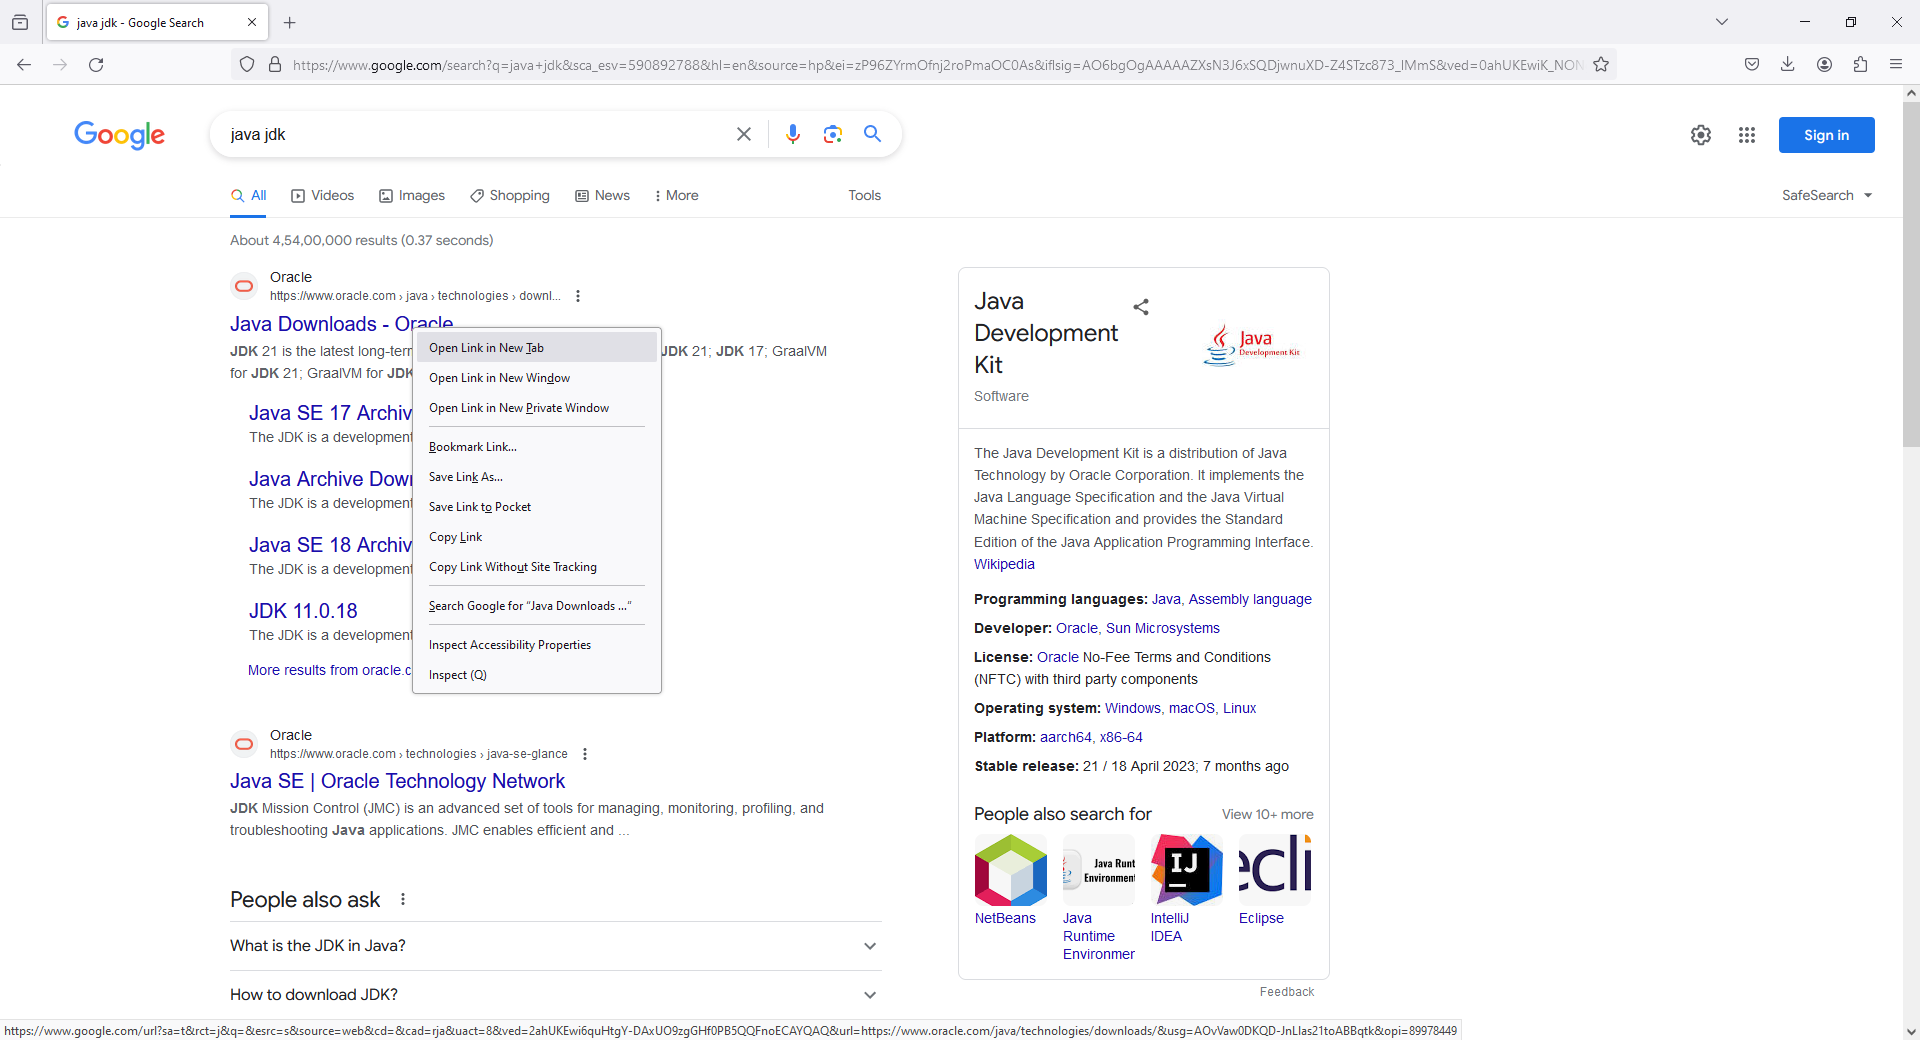 java jdk - Google Search
https://www.google.com/search?q=java+jdk&sca_esv=590892788&hl=en&source=hp&ei=zP96ZYrmOfnj2roPmaOC0As&iflsig=AO6bgOgAAAAAZXsN3J6xSQDjwnuXD-Z4STzc873_lMmS&ved=0ahUKEwiK_NON
Google
java jdk
Sign in
All
Videos
Images
Shopping
News
More
Tools
SafeSearch
About 4,54,00,000 results (0.37 seconds)
Oracle
https://www.oracle.com › java › technologies › downl...
Java Downloads - Oracle
JDK 21 is the latest long-terr
JDK 21; JDK 17; GraalVM
for JDK 21; GraalVM for JDK
Java SE 17 Archiv
The JDK is a development
Java Archive Down
The JDK is a development
Java SE 18 Archiv
The JDK is a development
JDK 11.0.18
The JDK is a development
More results from oracle.c
Open Link in New Tab
Open Link in New Window
Open Link in New Private Window
Bookmark Link...
Save Link As...
Save Link to Pocket
Copy Link
Copy Link Without Site Tracking
Search Google for “Java Downloads ...”
Inspect Accessibility Properties
Inspect (Q)
Oracle
https://www.oracle.com › technologies › java-se-glance
Java SE | Oracle Technology Network
JDK Mission Control (JMC) is an advanced set of tools for managing, monitoring, profiling, and
troubleshooting Java applications. JMC enables efficient and ...
People also ask
What is the JDK in Java?
How to download JDK?
Java
Development
Kit
Software
Java
Development Kit
The Java Development Kit is a distribution of Java
Technology by Oracle Corporation. It implements the
Java Language Specification and the Java Virtual
Machine Specification and provides the Standard
Edition of the Java Application Programming Interface.
Wikipedia
Programming languages: Java, Assembly language
Developer: Oracle, Sun Microsystems
License: Oracle No-Fee Terms and Conditions
(NFTC) with third party components
Operating system: Windows, macOS, Linux
Platform: aarch64, x86-64
Stable release: 21 / 18 April 2023; 7 months ago
People also search for
View 10+ more
Java Runt
Environment
IJ
ecli
NetBeans
Java
Runtime
Environmer
IntelliJ
IDEA
Eclipse
Feedback
https://www.google.com/url?sa=t&rct=j&q=&esrc=s&source=web&cd=&cad=rja&uact=8&ved=2ahUKEwi6quHtgY-DAxUO9zgGHf0PB5QQFnoECAYQAQ&url=https://www.oracle.com/java/technologies/downloads/&usg=AOvVaw0DKQD-JnLlas21toABBqtk&opi=89978449